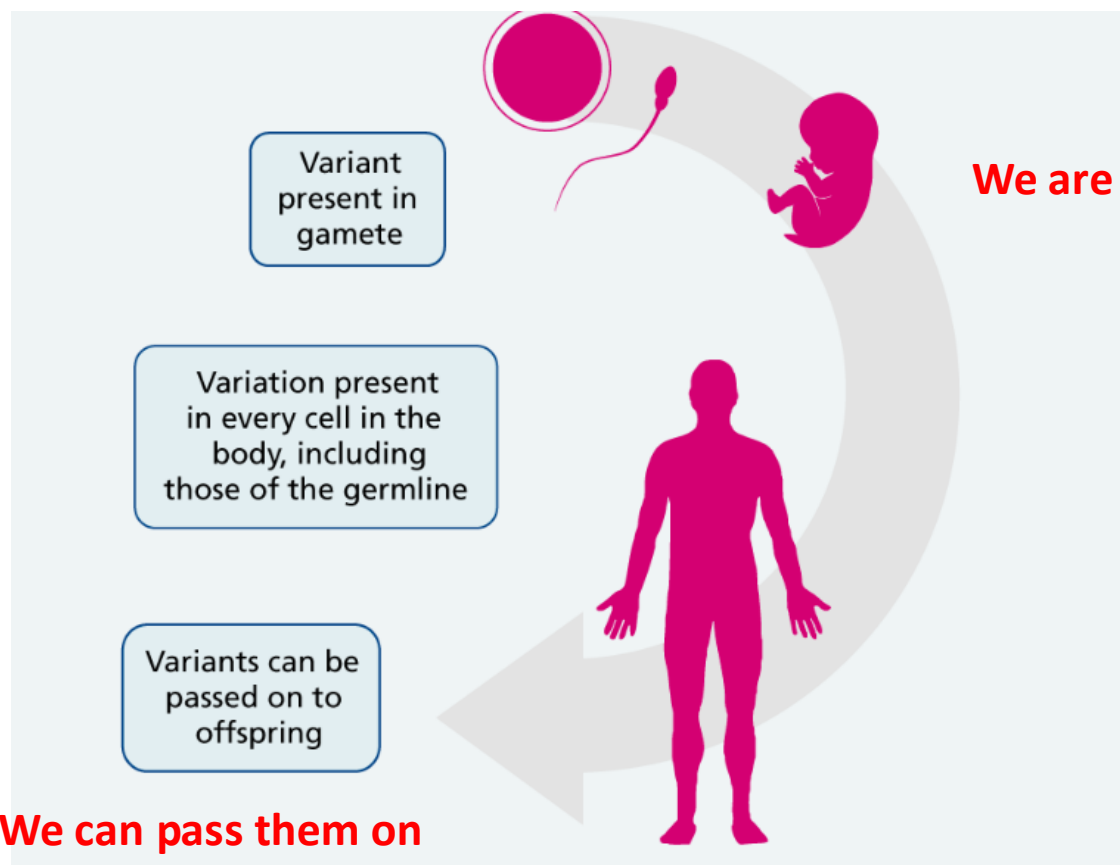 Variant
present in
gamete
We are
Variation present
in every cell in the
body, including
those of the germline
Variants can be
passed on to
offspring
We can pass them on